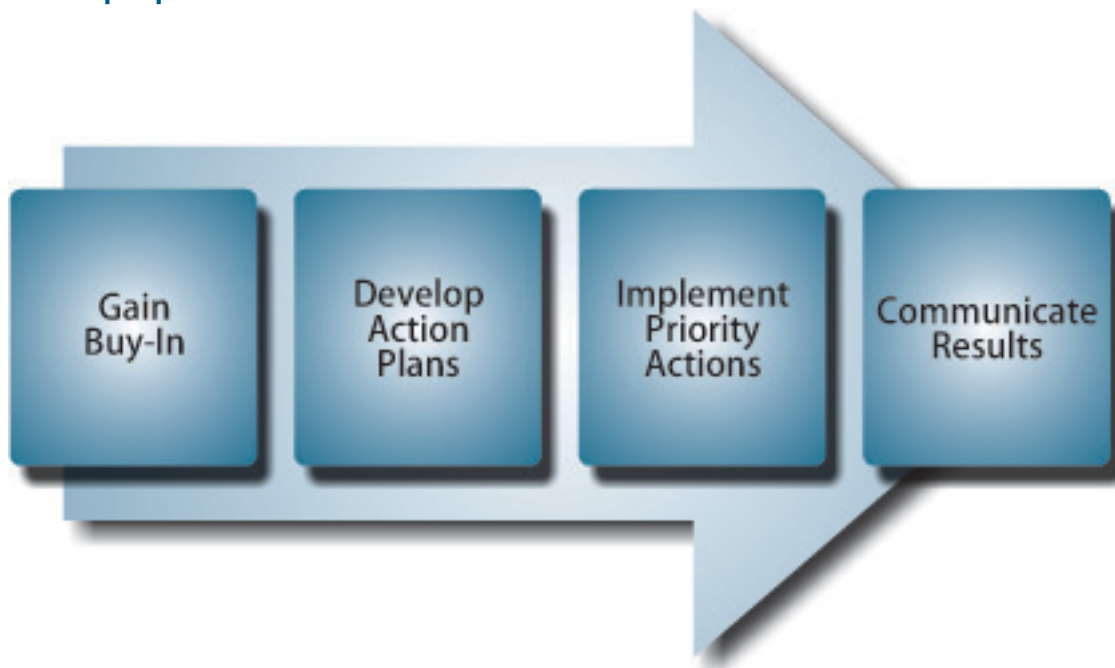 Gain
Buy-In
Develop
Action
Plans
Implement
Priority
Actions
Communicate
Results